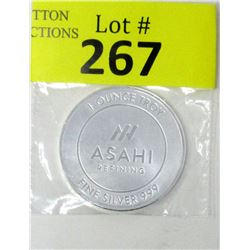 TTON
CTIONS
Lot #
267
1 OUNCE TROY
ASAHI
REFINING
FINE SILVER 999